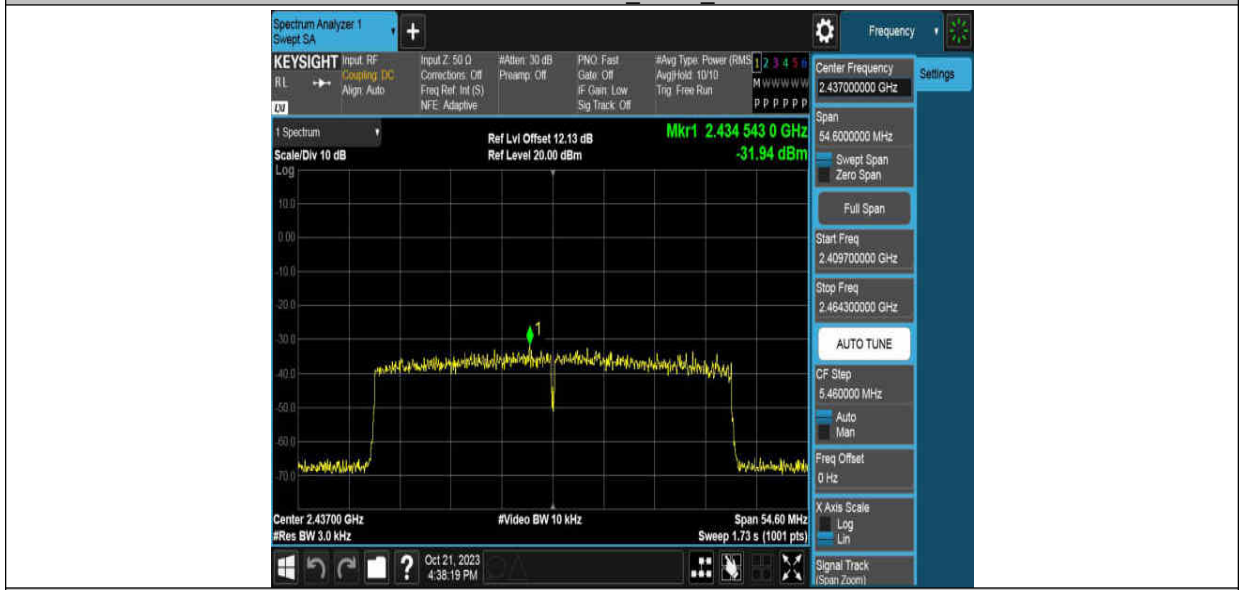 Spectrum Analyzer 1
Swept SA
+
Frequency
KEYSIGHT
RL
LXI
Input: RF
Coupling: DC
Align: Auto
Input Z: 50 Ω
Corrections: Off
Freq Ref: Int (S)
NFE: Adaptive
#Atten: 30 dB
Preamp: Off
PNO: Fast
Gate: Off
IF Gain: Low
Sig Track: Off
#Avg Type: Power (RMS
Avg|Hold: 10/10
Trig: Free Run
1 2 3 4 5 6
M W W W W W
P P P P P P
Center Frequency
2.437000000 GHz
Settings
1 Spectrum
Scale/Div 10 dB
Ref Lvl Offset 12.13 dB
Ref Level 20.00 dBm
Mkr1 2.434 543 0 GHz
-31.94 dBm
Span
54.6000000 MHz
Swept Span
Zero Span
Full Span
Start Freq
2.409700000 GHz
Stop Freq
2.464300000 GHz
AUTO TUNE
CF Step
5.460000 MHz
Auto
Man
Freq Offset
0 Hz
X Axis Scale
Log
Lin
Signal Track
(Span Zoom)
Log
10.0
0.00
-10.0
-20.0
-30.0
-40.0
-50.0
-60.0
-70.0
1
Center 2.43700 GHz
#Res BW 3.0 kHz
#Video BW 10 kHz
Span 54.60 MHz
Sweep 1.73 s (1001 pts)
?
Oct 21, 2023
4:38:19 PM